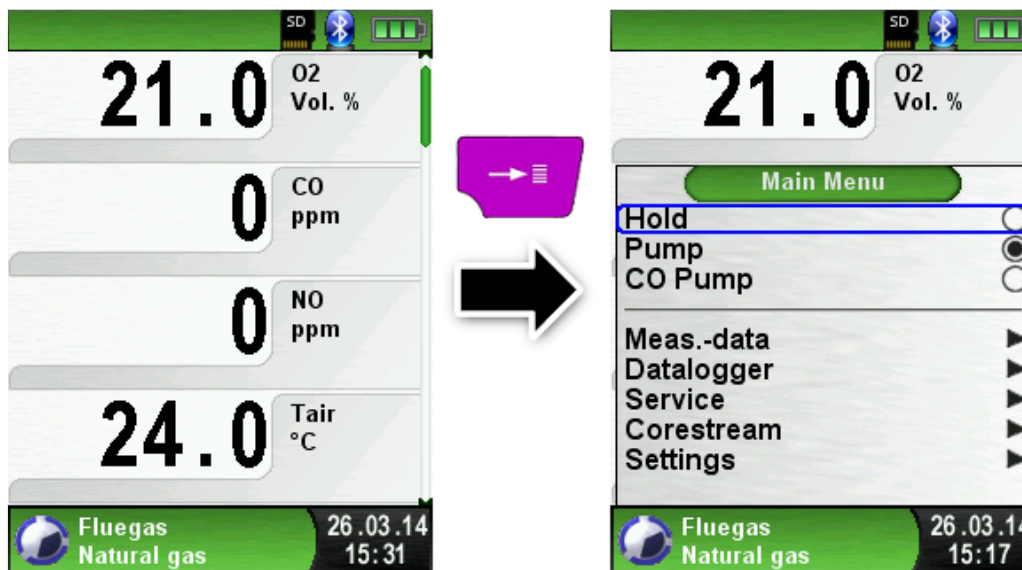 SD
21.0
O2
Vol. %
0
CO
ppm
0
NO
ppm
24.0
Tair
°C
Fluegas
Natural gas
26.03.14
15:31
SD
21.0
O2
Vol. %
Main Menu
Hold
Pump
CO Pump
Meas.-data
Datalogger
Service
Corestream
Settings
Fluegas
Natural gas
26.03.14
15:17